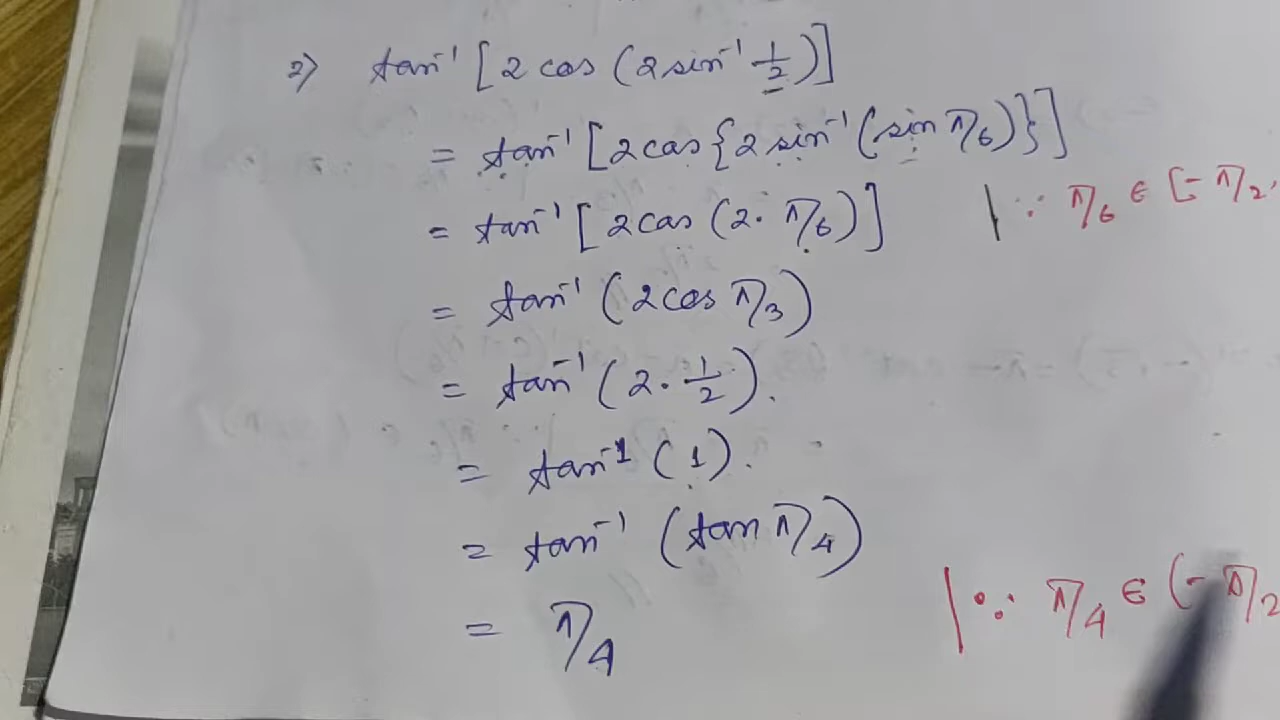 2) tan⁻¹ [2 cos (2 sin⁻¹ 1/2)]
= tan⁻¹ [2 cos {2 sin⁻¹ (sin π/6)}]
= tan⁻¹ [2 cos (2 · π/6)] | ∵ π/6 ∈ [- π/2,
= tan⁻¹ (2 cos π/3)
= tan⁻¹ (2 · 1/2).
= tan⁻¹ (1).
= tan⁻¹ (tan π/4)
= π/4 | ∵ π/4 ∈ (- π/2